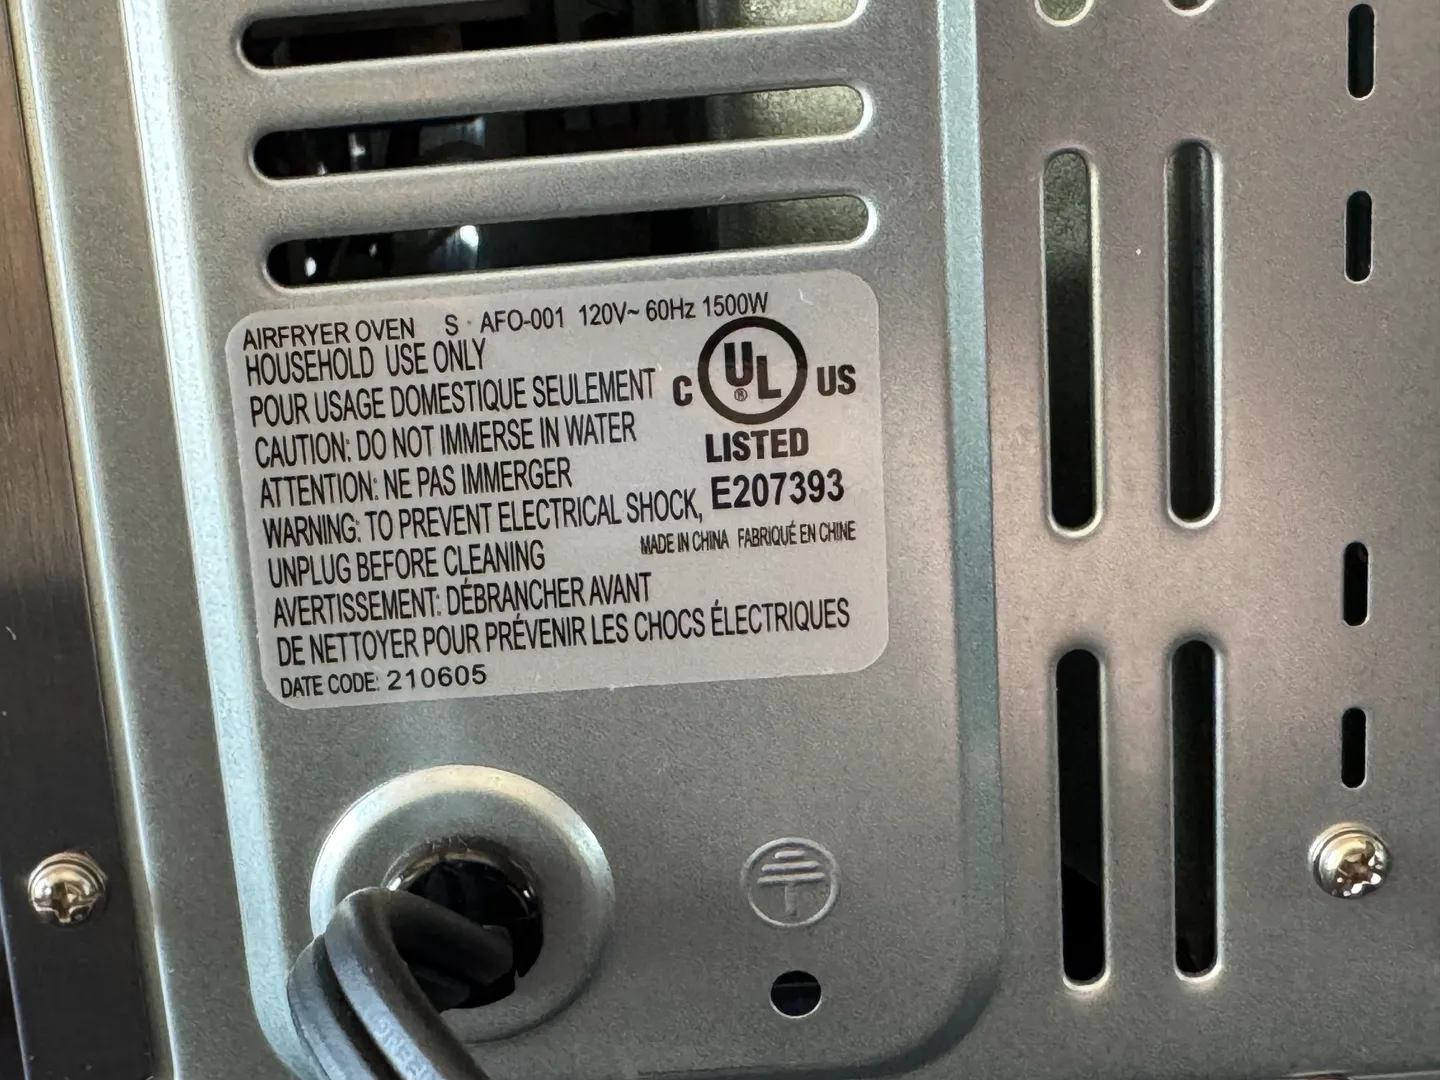 AIRFRYER OVEN S AFO-001 120V~ 60Hz 1500W
HOUSEHOLD USE ONLY
POUR USAGE DOMESTIQUE SEULEMENT
CAUTION: DO NOT IMMERSE IN WATER
ATTENTION: NE PAS IMMERGER
WARNING: TO PREVENT ELECTRICAL SHOCK,
UNPLUG BEFORE CLEANING
AVERTISSEMENT: DÉBRANCHER AVANT
DE NETTOYER POUR PRÉVENIR LES CHOCS ÉLECTRIQUES
DATE CODE: 210605
C UL ® US
LISTED
E207393
MADE IN CHINA FABRIQUÉ EN CHINE